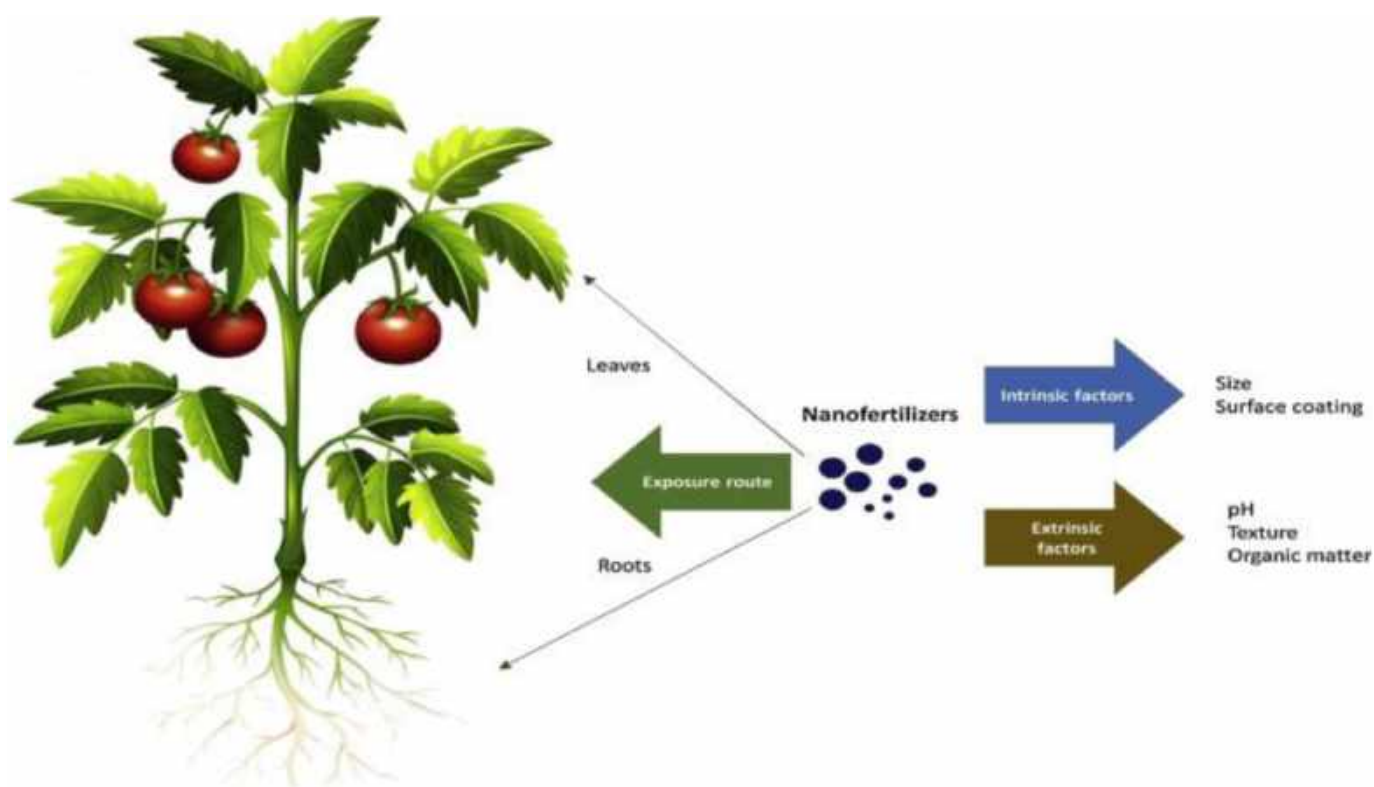 Leaves
Nanofertilizers
Intrinsic factors
Size
Surface coating
Exposure route
Roots
Extrinsic
factors
pH
Texture
Organic matter